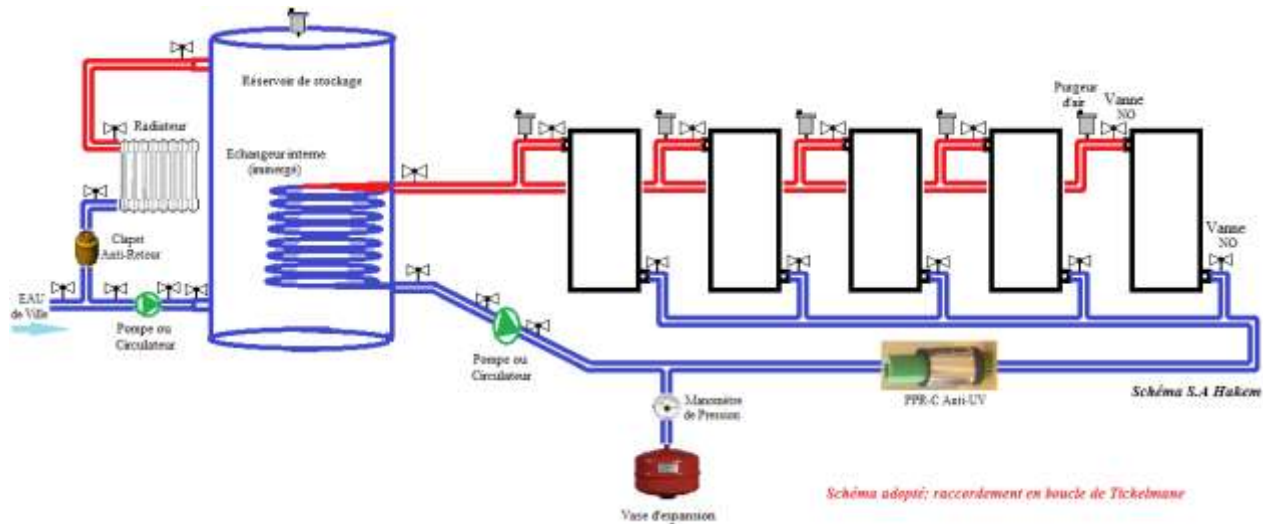 Réservoir de stockage
Radiateur
Echangeur interne
(immergé)
Purgeur
d'air
Vanne
NO
Clapet
Anti-Retour
Vanne
NO
EAU
de Ville
Pompe ou
Circulateur
Pompe ou
Circulateur
Manomètre
de Pression
PPR-C Anti-UV
Schéma S.A Hakem
Schéma adopté: raccordement en boucle de Tickelmane
Vase d'expansion